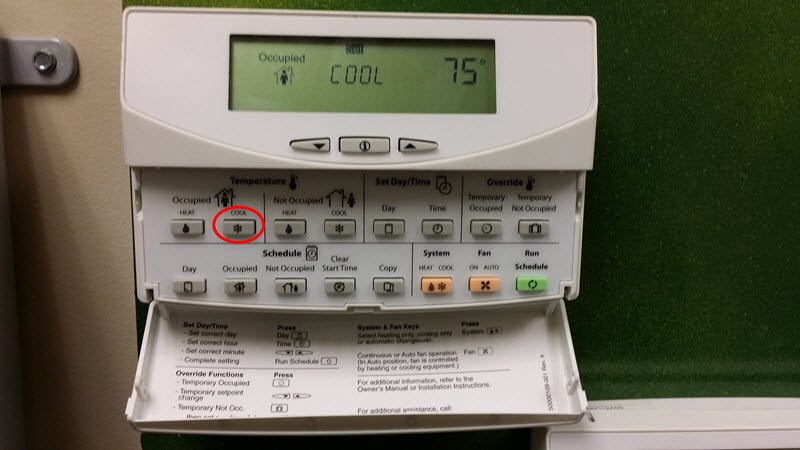 Set
Occupied COOL 75°
Temperature
Set Day/Time
Override
Occupied
Not Occupied
Day
Time
Temporary Occupied
Temporary Not Occupied
HEAT COOL HEAT COOL
Schedule
System
Fan
Run
Day
Occupied
Not Occupied
Clear Start Time
Copy
HEAT COOL
ON AUTO
Schedule
Set Day/Time Press
- Set correct day Day
- Set correct hour Time
- Set correct minute
- Complete setting Run Schedule
Override Functions Press
- Temporary Occupied
- Temporary setpoint
change
- Temporary Not Occ.
System & Fan Keys Press
Select heating only, cooling only System
or automatic changeover.
Continuous or Auto fan operation Fan
(In Auto position, fan is controlled
by heating or cooling equipment).
For additional information, refer to the
Owner's Manual or Installation Instructions.
For additional assistance, call: